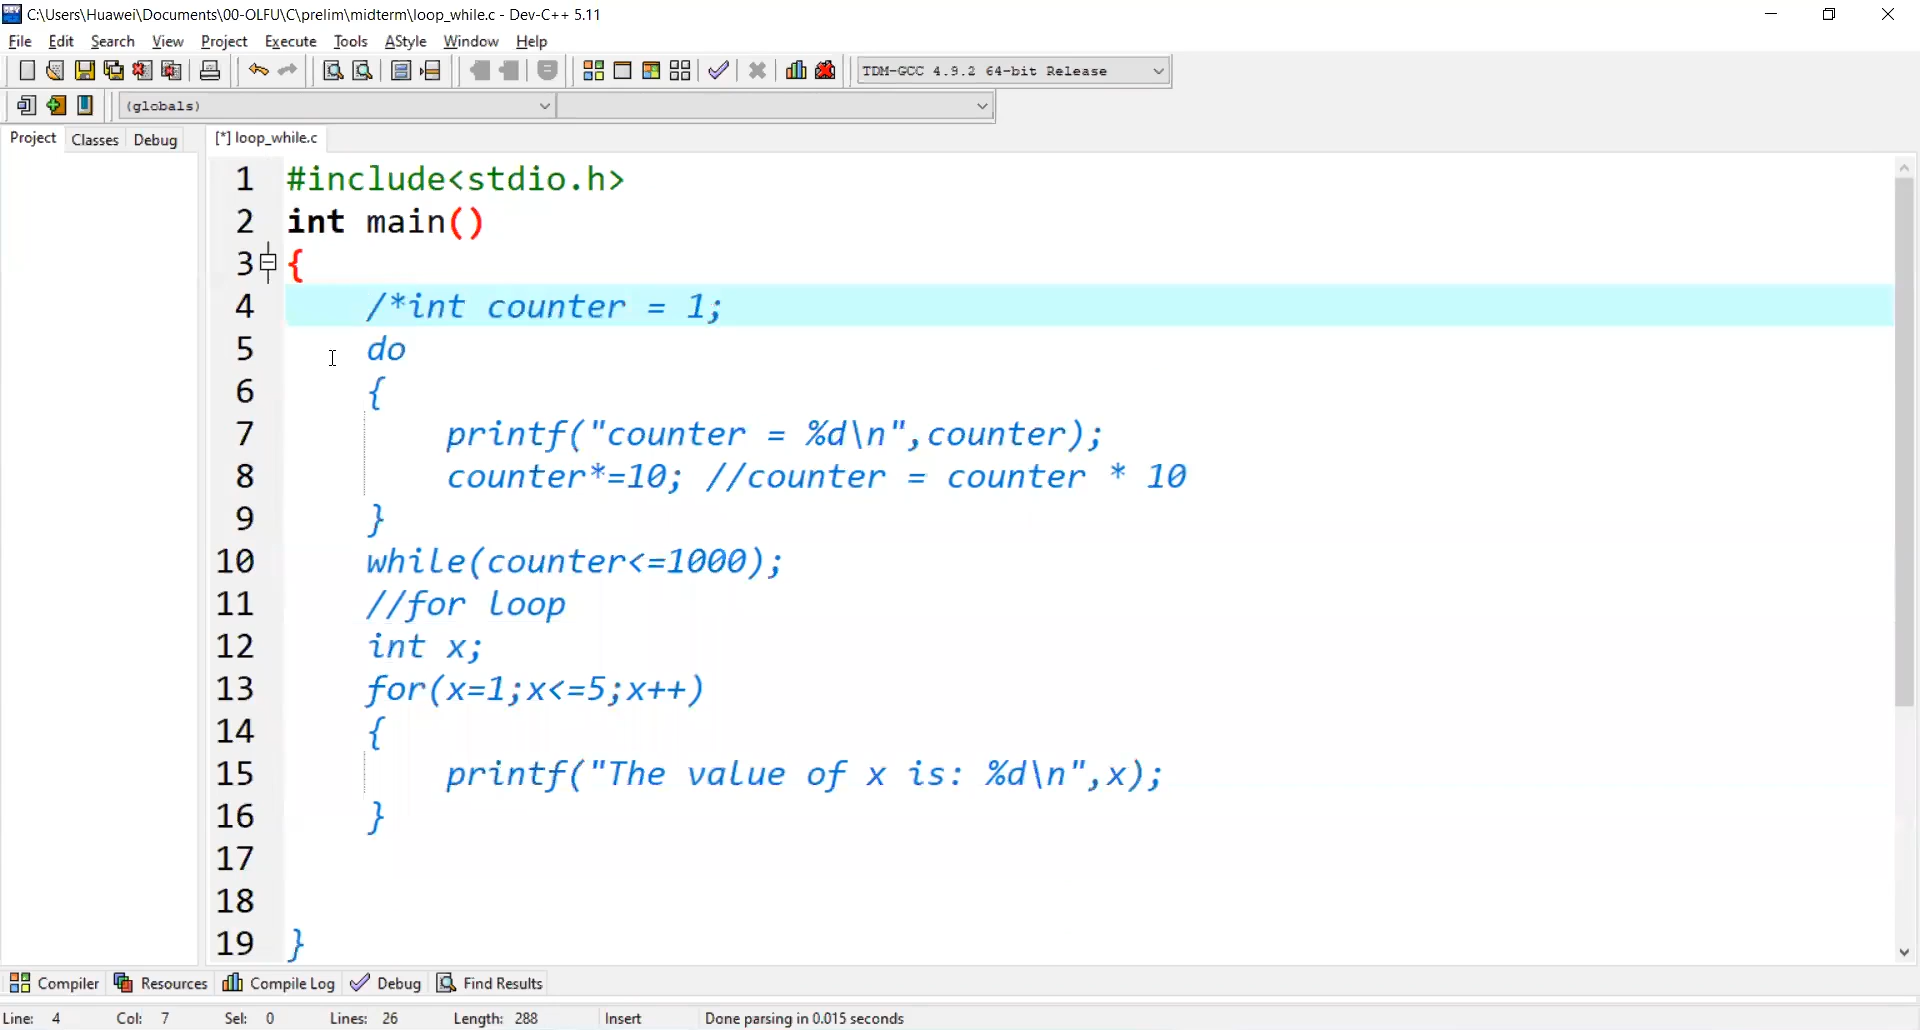 C:\Users\Huawei\Documents\00-OLFU\C\prelim\midterm\loop_while.c - Dev-C++ 5.11
File Edit Search View Project Execute Tools AStyle Window Help
TDM-GCC 4.9.2 64-bit Release
(globals)
Project Classes Debug [*] loop_while.c
1 #include<stdio.h>
2 int main()
3 {
4 /*int counter = 1;
5 do
6 {
7 printf("counter = %d\n",counter);
8 counter*=10; //counter = counter * 10
9 }
10 while(counter<=1000);
11 //for loop
12 int x;
13 for(x=1;x<=5;x++)
14 {
15 printf("The value of x is: %d\n",x);
16 }
17
18
19 }
Compiler Resources Compile Log Debug Find Results
Line: 4 Col: 7 Sel: 0 Lines: 26 Length: 288 Insert Done parsing in 0.015 seconds